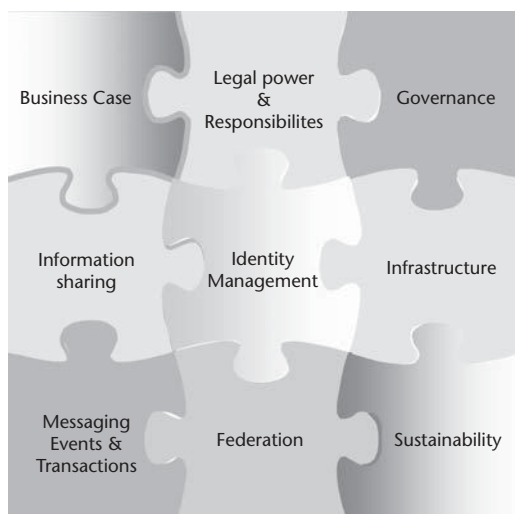 Business Case
Legal power
&
Responsibilites
Governance
Information
sharing
Identity
Management
Infrastructure
Messaging
Events &
Transactions
Federation
Sustainability